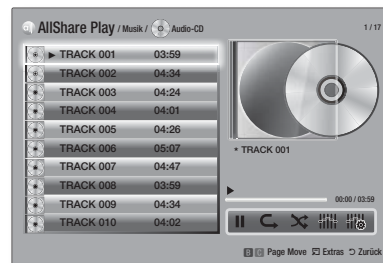 AllShare Play / Musik / Audio-CD 1 / 17
► TRACK 001 03:59
TRACK 002 04:34
TRACK 003 04:24
TRACK 004 04:01
TRACK 005 04:26
TRACK 006 05:07
TRACK 007 04:47
TRACK 008 03:59
TRACK 009 04:34
TRACK 010 04:02
* TRACK 001
00:00 / 03:59
B C Page Move Extras Zurück